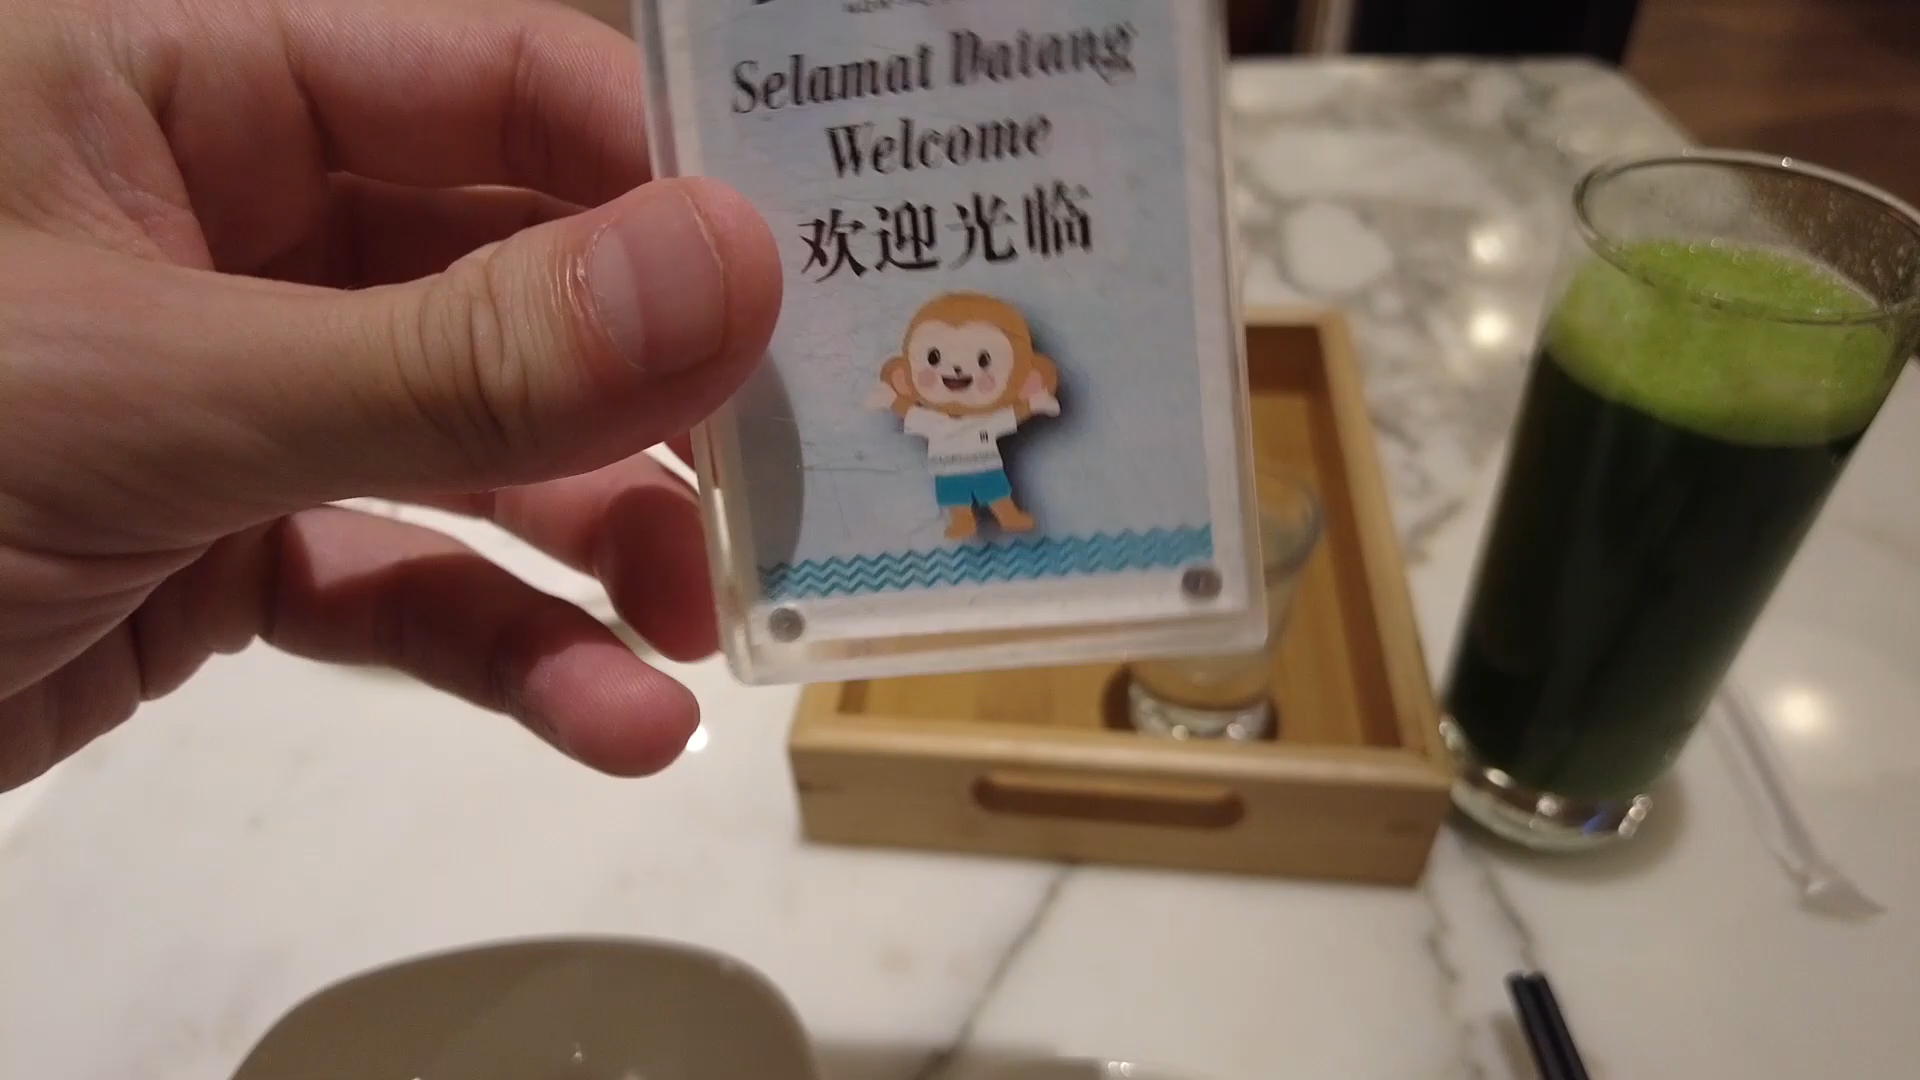 Selamat Datang
Welcome
欢迎光临